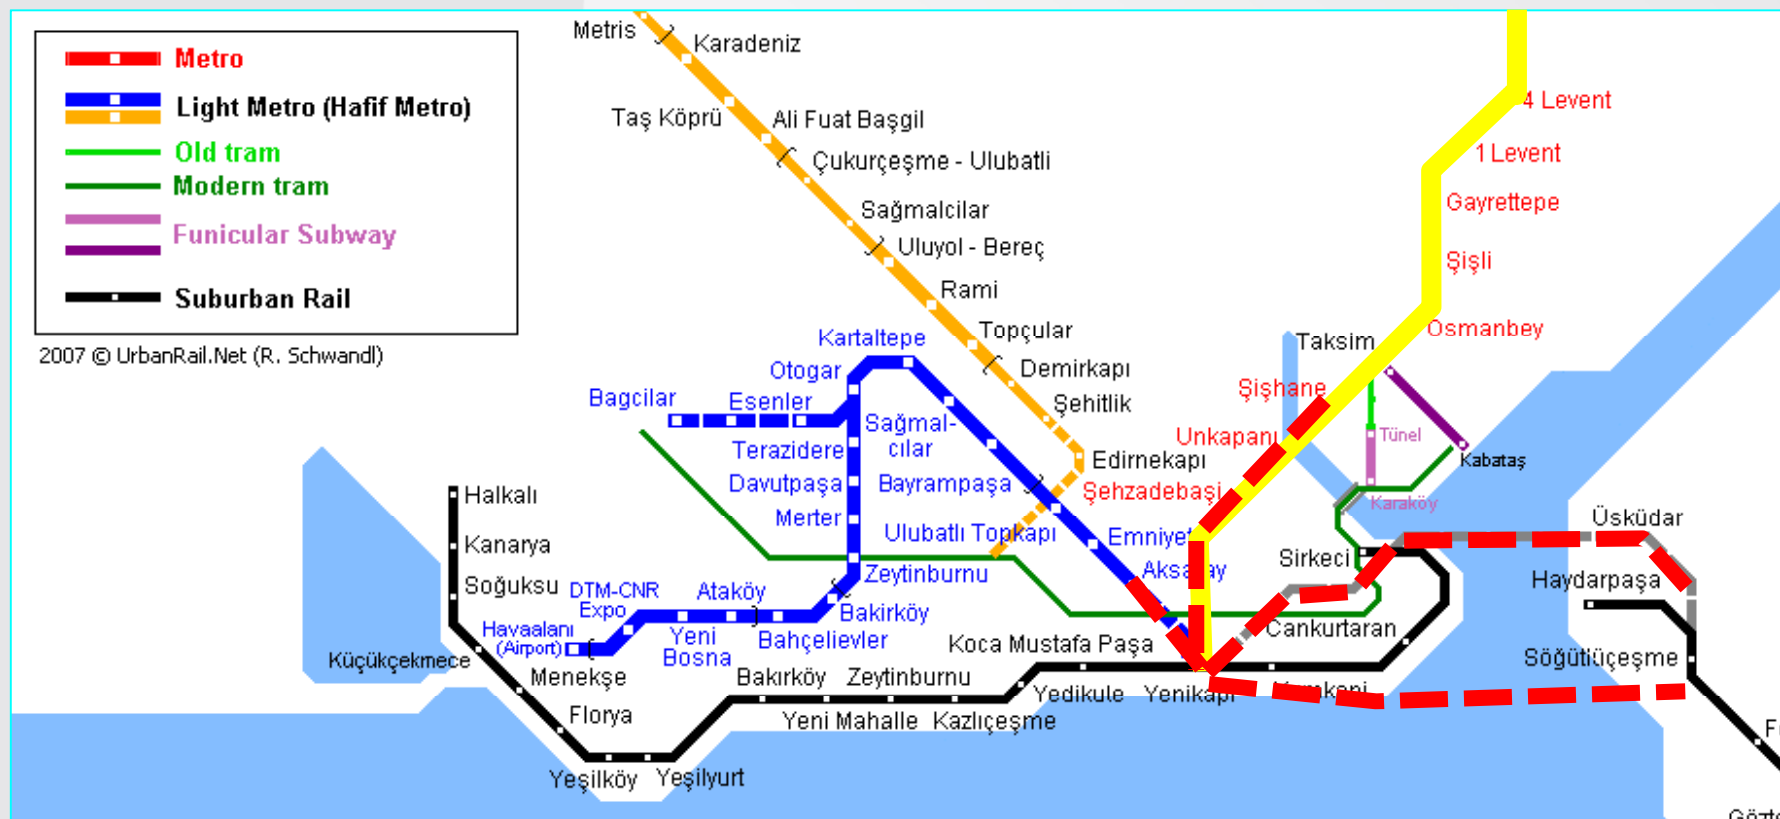 Metro
Light Metro (Hafif Metro)
Old tram
Modern tram
Funicular Subway
Suburban Rail
2007 © UrbanRail.Net (R. Schwandl)
Metris
Karadeniz
Taş Köprü
Ali Fuat Başgil
Çukurçeşme - Ulubatli
Sağmalcilar
Uluyol - Bereç
Rami
Topçular
Demirkapı
Şehitlik
Edirnekapı
4 Levent
1 Levent
Gayrettepe
Şişli
Osmanbey
Taksim
Şişhane
Unkapanı
Şehzadebaşi
Tünel
Kabataş
Karaköy
Kartaltepe
Otogar
Bagcilar
Esenler
Sağmal-
cılar
Terazidere
Davutpaşa
Bayrampaşa
Merter
Ulubatlı Topkapı
Emniyet
Aksaray
Zeytinburnu
Bakirköy
Bahçelievler
Ataköy
Yeni
Bosna
DTM-CNR
Expo
Havaalanı
(Airport)
Halkalı
Kanarya
Soğuksu
Küçükçekmece
Menekşe
Florya
Yeşilköy
Yeşilyurt
Bakırköy
Yeni Mahalle
Zeytinburnu
Kazlıçeşme
Yedikule
Koca Mustafa Paşa
Yenikapı
Cankurtaran
Sirkeci
Üsküdar
Haydarpaşa
Söğütlüçeşme